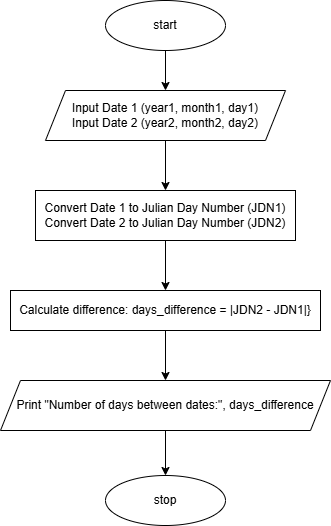 start
Input Date 1 (year1, month1, day1)
Input Date 2 (year2, month2, day2)
Convert Date 1 to Julian Day Number (JDN1)
Convert Date 2 to Julian Day Number (JDN2)
Calculate difference: days_difference = |JDN2 - JDN1|}
Print "Number of days between dates:", days_difference
stop